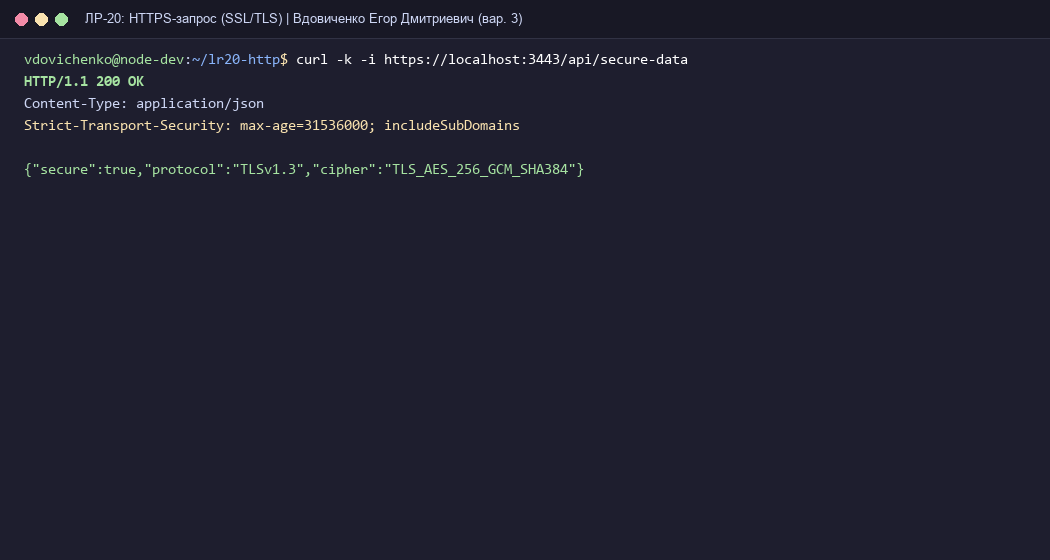 ЛР-20: HTTPS-запрос (SSL/TLS) | Вдовиченко Егор Дмитриевич (вар. 3)
vdovichenko@node-dev:~/lr20-http$ curl -k -i https://localhost:3443/api/secure-data
HTTP/1.1 200 OK
Content-Type: application/json
Strict-Transport-Security: max-age=31536000; includeSubDomains
{"secure":true,"protocol":"TLSv1.3","cipher":"TLS_AES_256_GCM_SHA384"}